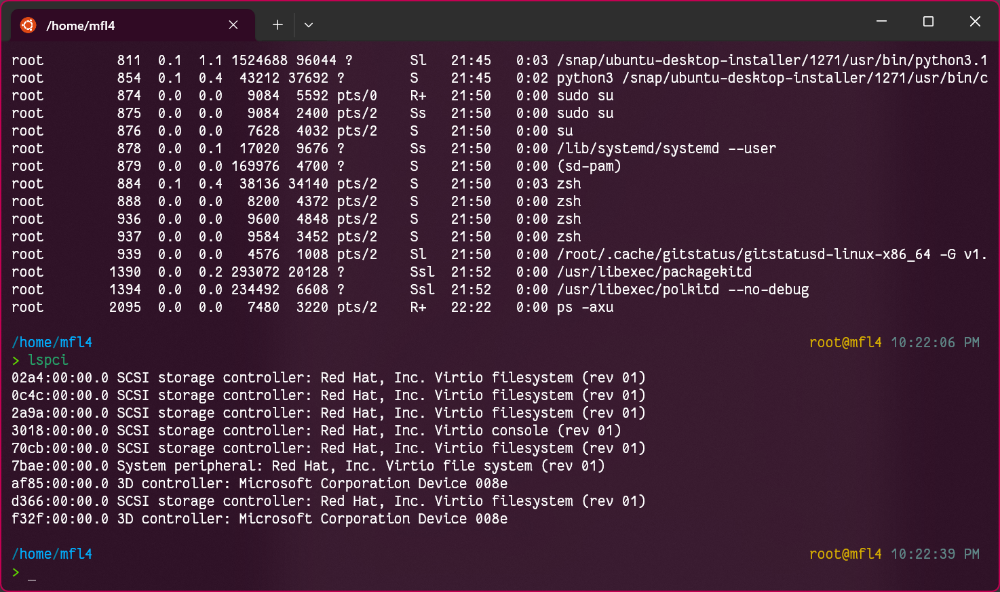 /home/mfl4
root 811 0.1 1.1 1524688 96044 ? Sl 21:45 0:03 /snap/ubuntu-desktop-installer/1271/usr/bin/python3.1
root 854 0.1 0.4 43212 37692 ? S 21:45 0:02 python3 /snap/ubuntu-desktop-installer/1271/usr/bin/c
root 874 0.0 0.0 9084 5592 pts/0 R+ 21:50 0:00 sudo su
root 875 0.0 0.0 9084 2400 pts/2 Ss 21:50 0:00 sudo su
root 876 0.0 0.0 7628 4032 pts/2 S 21:50 0:00 su
root 878 0.0 0.1 17020 9676 ? Ss 21:50 0:00 /lib/systemd/systemd --user
root 879 0.0 0.0 169976 4700 ? S 21:50 0:00 (sd-pam)
root 884 0.1 0.4 38136 34140 pts/2 S 21:50 0:03 zsh
root 888 0.0 0.0 8200 4372 pts/2 S 21:50 0:00 zsh
root 936 0.0 0.0 9600 4848 pts/2 S 21:50 0:00 zsh
root 937 0.0 0.0 9584 3452 pts/2 S 21:50 0:00 zsh
root 939 0.0 0.0 4576 1008 pts/2 Sl 21:50 0:00 /root/.cache/gitstatus/gitstatusd-linux-x86_64 -G v1.
root 1390 0.0 0.2 293072 20128 ? Ssl 21:52 0:00 /usr/libexec/packagekitd
root 1394 0.0 0.0 234492 6608 ? Ssl 21:52 0:00 /usr/libexec/polkitd --no-debug
root 2095 0.0 0.0 7480 3220 pts/2 R+ 22:22 0:00 ps -axu
/home/mfl4 root@mfl4 10:22:06 PM
> lspci
02a4:00:00.0 SCSI storage controller: Red Hat, Inc. Virtio filesystem (rev 01)
0c4c:00:00.0 SCSI storage controller: Red Hat, Inc. Virtio filesystem (rev 01)
2a9a:00:00.0 SCSI storage controller: Red Hat, Inc. Virtio filesystem (rev 01)
3018:00:00.0 SCSI storage controller: Red Hat, Inc. Virtio console (rev 01)
70cb:00:00.0 SCSI storage controller: Red Hat, Inc. Virtio filesystem (rev 01)
7bae:00:00.0 System peripheral: Red Hat, Inc. Virtio file system (rev 01)
af85:00:00.0 3D controller: Microsoft Corporation Device 008e
d366:00:00.0 SCSI storage controller: Red Hat, Inc. Virtio filesystem (rev 01)
f32f:00:00.0 3D controller: Microsoft Corporation Device 008e
/home/mfl4 root@mfl4 10:22:39 PM
> _